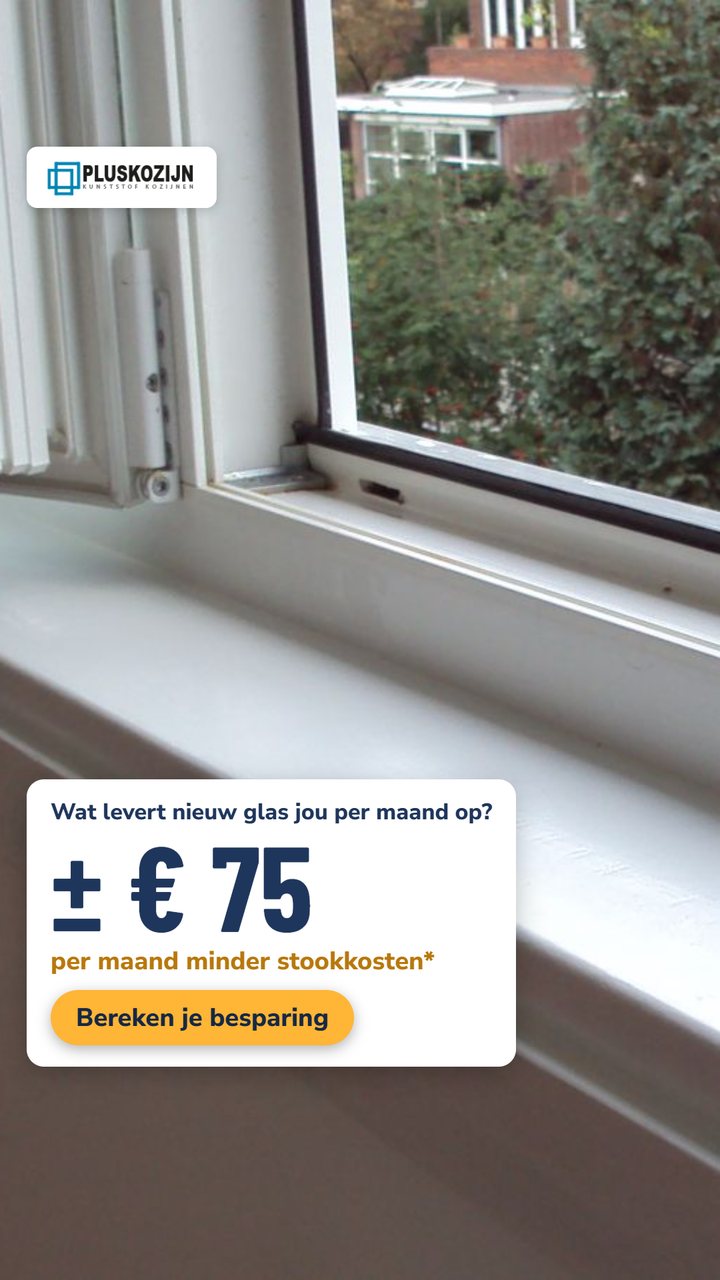 PLUSKOZIJN
KUNSTSTOF KOZIJNEN
Wat levert nieuw glas jou per maand op?
± € 75
per maand minder stookkosten*
Bereken je besparing